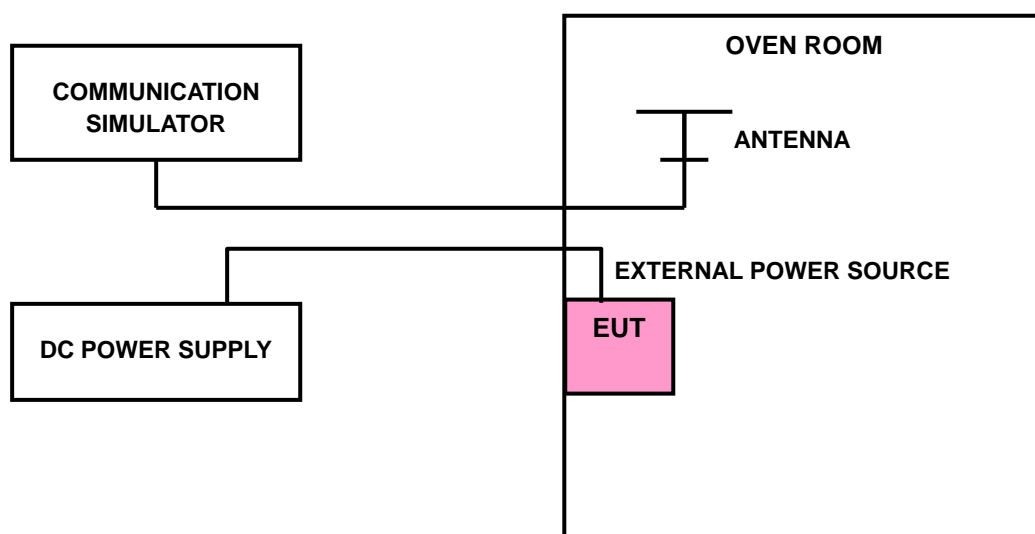 OVEN ROOM
COMMUNICATION
SIMULATOR
ANTENNA
EXTERNAL POWER SOURCE
EUT
DC POWER SUPPLY